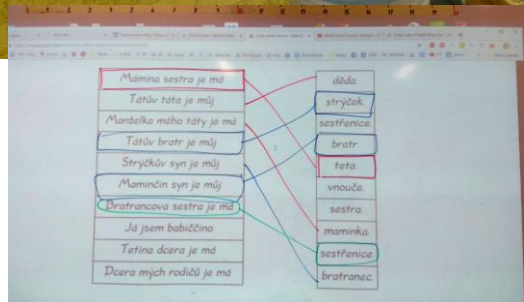 Mámina sestra je má
Tátův táta je můj
Manželka mého táty je má
Tátův bratr je můj
Strýčkův syn je můj
Maminčin syn je můj
Bratrancova sestra je má
Já jsem babiččino
Tetina dcera je má
Dcera mých rodičů je má
děda.
strýček.
sestřenice.
bratr.
teta.
vnouče.
sestra.
maminka.
sestřenice.
bratranec.